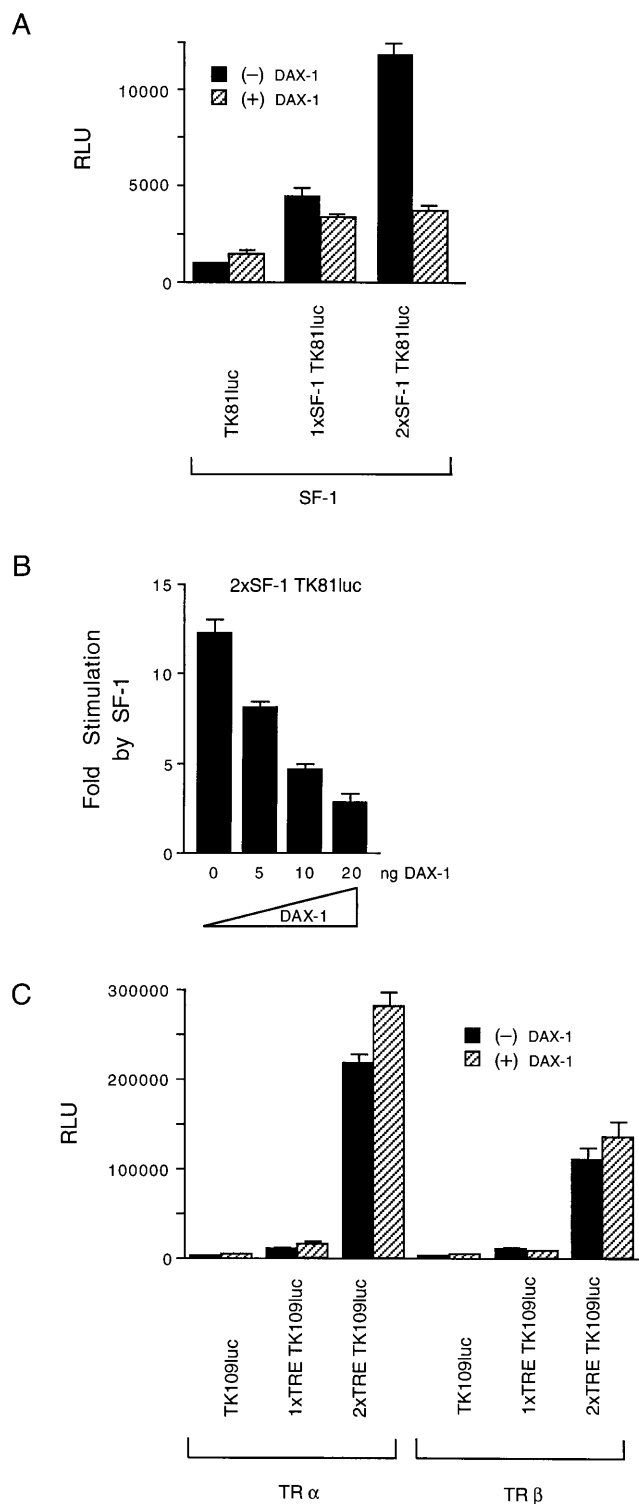 A
RLU
10000
5000
0
(−) DAX-1
(+) DAX-1
TK81luc
1xSF-1 TK81luc
2xSF-1 TK81luc
SF-1
B
2xSF-1 TK81luc
Fold Stimulation
by SF-1
15
10
5
0
0 5 10 20 ng DAX-1
DAX-1
C
RLU
300000
200000
100000
0
(−) DAX-1
(+) DAX-1
TK109luc
1xTRE TK109luc
2xTRE TK109luc
TK109luc
1xTRE TK109luc
2xTRE TK109luc
TR α
TR β